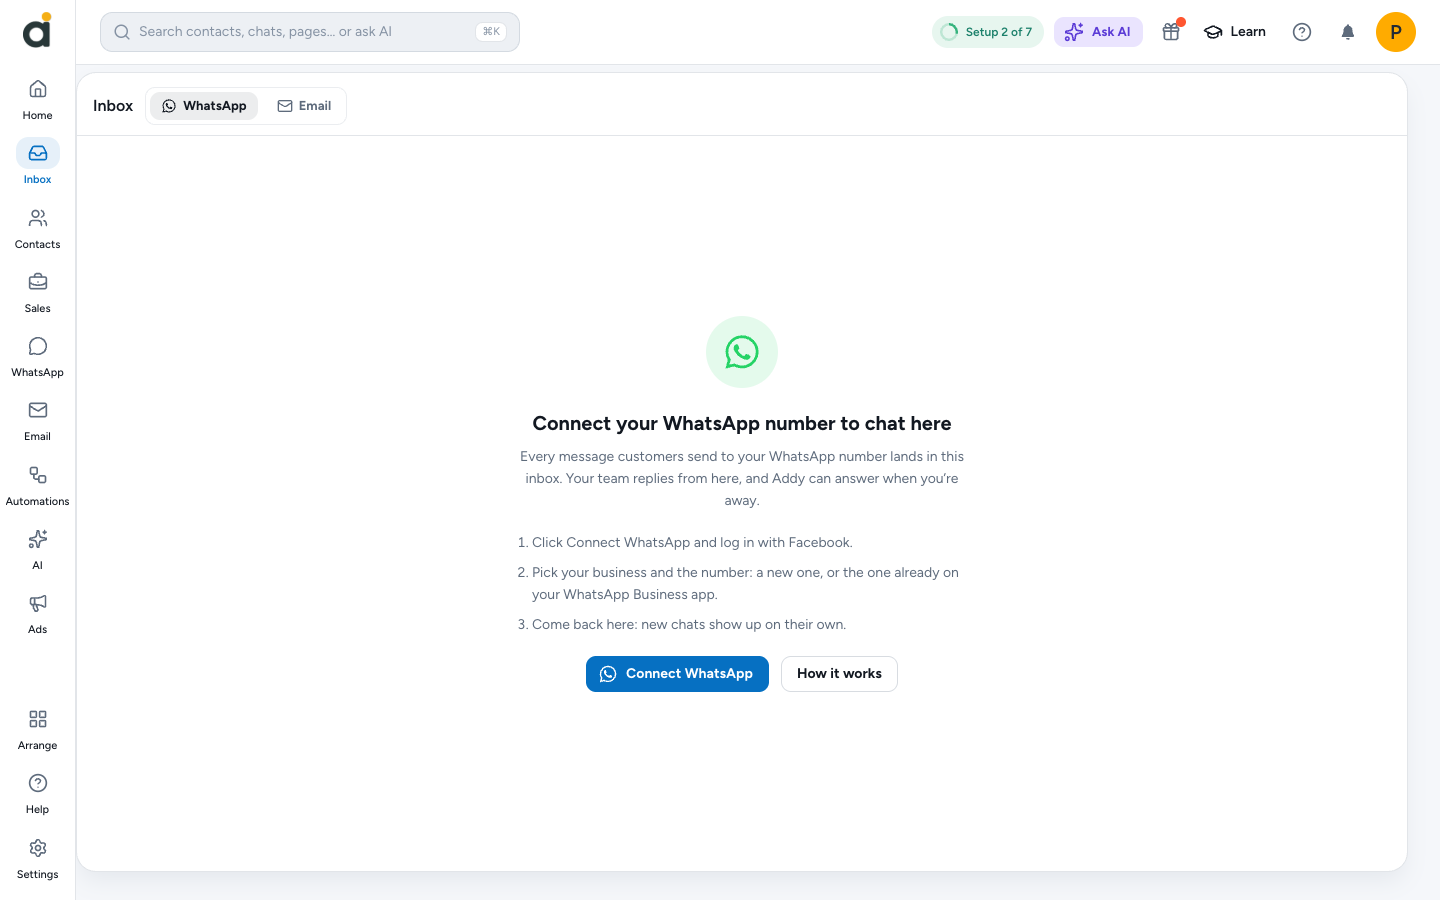 Search contacts, chats, pages... or ask AI
⌘K
Setup 2 of 7
Ask AI
Learn
P
Home
Inbox
Contacts
Sales
WhatsApp
Email
Automations
AI
Ads
Arrange
Help
Settings
Inbox
WhatsApp
Email
Connect your WhatsApp number to chat here
Every message customers send to your WhatsApp number lands in this
inbox. Your team replies from here, and Addy can answer when you're
away.
1. Click Connect WhatsApp and log in with Facebook.
2. Pick your business and the number: a new one, or the one already on
your WhatsApp Business app.
3. Come back here: new chats show up on their own.
Connect WhatsApp
How it works